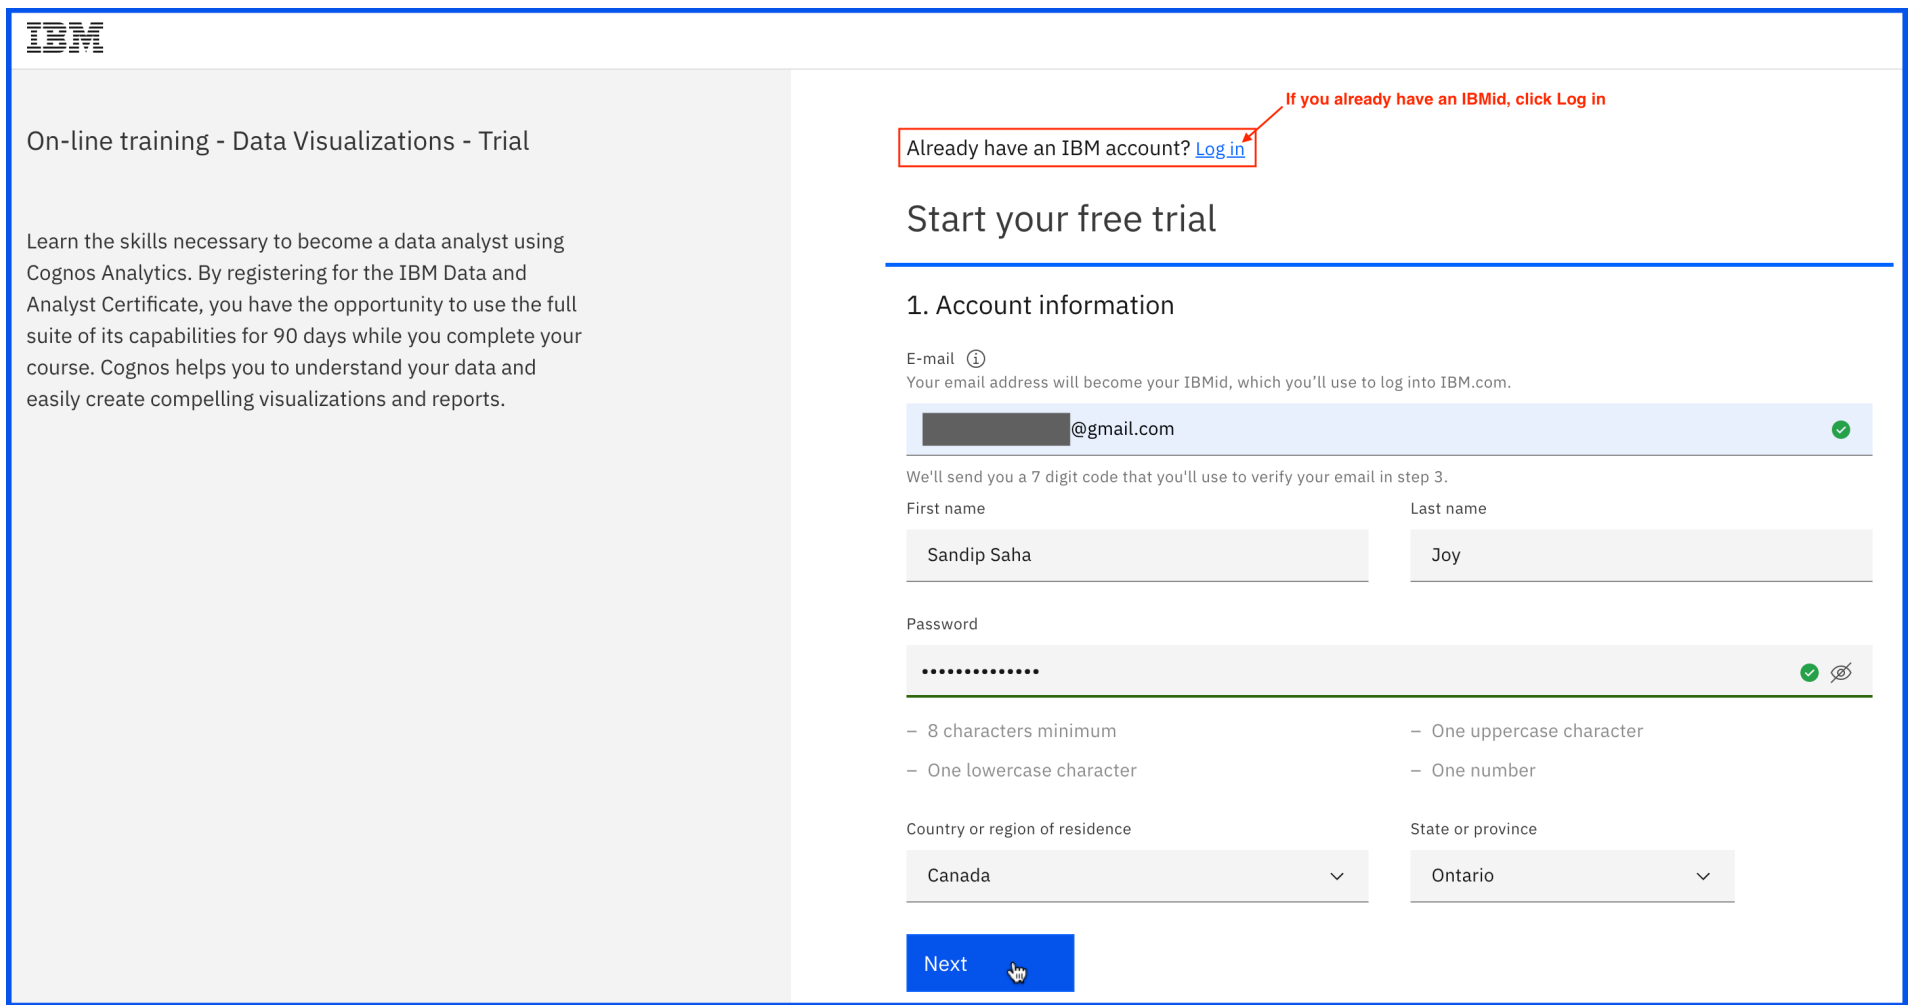 IBM
On-line training - Data Visualizations - Trial
Learn the skills necessary to become a data analyst using
Cognos Analytics. By registering for the IBM Data and
Analyst Certificate, you have the opportunity to use the full
suite of its capabilities for 90 days while you complete your
course. Cognos helps you to understand your data and
easily create compelling visualizations and reports.
If you already have an IBMid, click Log in
Already have an IBM account? Log in
Start your free trial
1. Account information
E-mail
Your email address will become your IBMid, which you’ll use to log into IBM.com.
@gmail.com
We'll send you a 7 digit code that you'll use to verify your email in step 3.
First name
Last name
Sandip Saha
Joy
Password
••••••••••••••
– 8 characters minimum
– One uppercase character
– One lowercase character
– One number
Country or region of residence
State or province
Canada
Ontario
Next